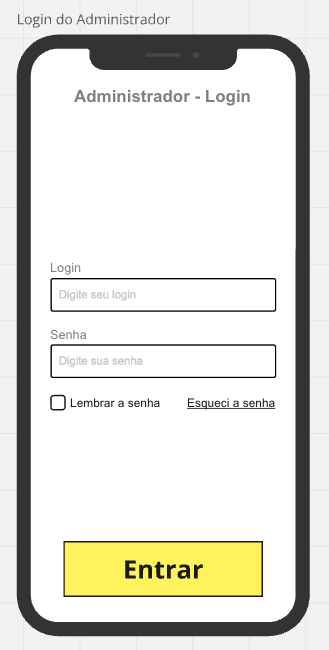 Login do Administrador
Administrador - Login
Login
Digite seu login
Senha
Digite sua senha
Lembrar a senha Esqueci a senha
Entrar